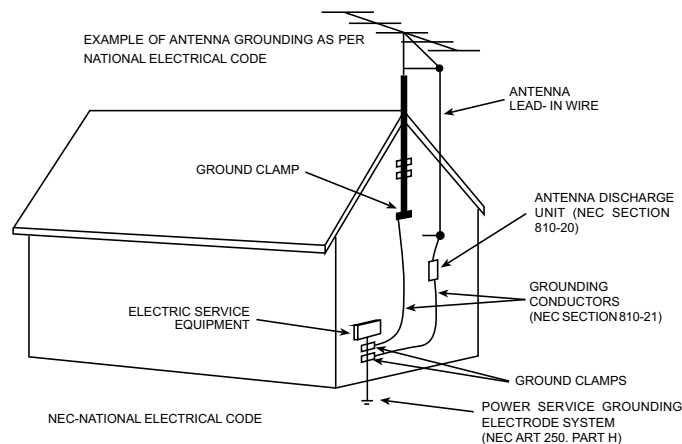 EXAMPLE OF ANTENNA GROUNDING AS PER
NATIONAL ELECTRICAL CODE
ANTENNA
LEAD- IN WIRE
GROUND CLAMP
ANTENNA DISCHARGE
UNIT (NEC SECTION
810-20)
GROUNDING
CONDUCTORS
(NEC SECTION 810-21)
ELECTRIC SERVICE
EQUIPMENT
GROUND CLAMPS
POWER SERVICE GROUNDING
ELECTRODE SYSTEM
(NEC ART 250. PART H)
NEC-NATIONAL ELECTRICAL CODE